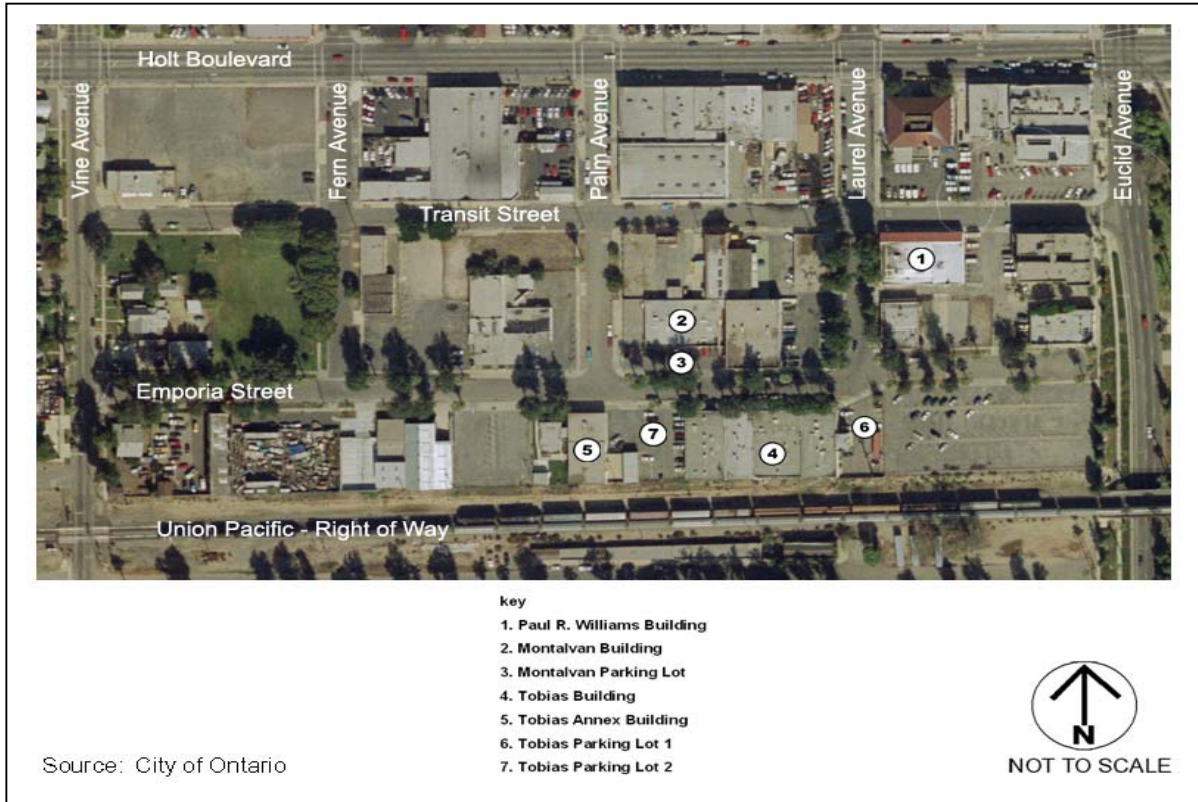 Holt Boulevard
Vine Avenue
Fern Avenue
Palm Avenue
Laurel Avenue
Euclid Avenue
Transit Street
1
2
3
Emporia Street
5
7
4
6
Union Pacific - Right of Way
key
1. Paul R. Williams Building
2. Montalvan Building
3. Montalvan Parking Lot
4. Tobias Building
5. Tobias Annex Building
6. Tobias Parking Lot 1
7. Tobias Parking Lot 2
Source: City of Ontario
N
NOT TO SCALE